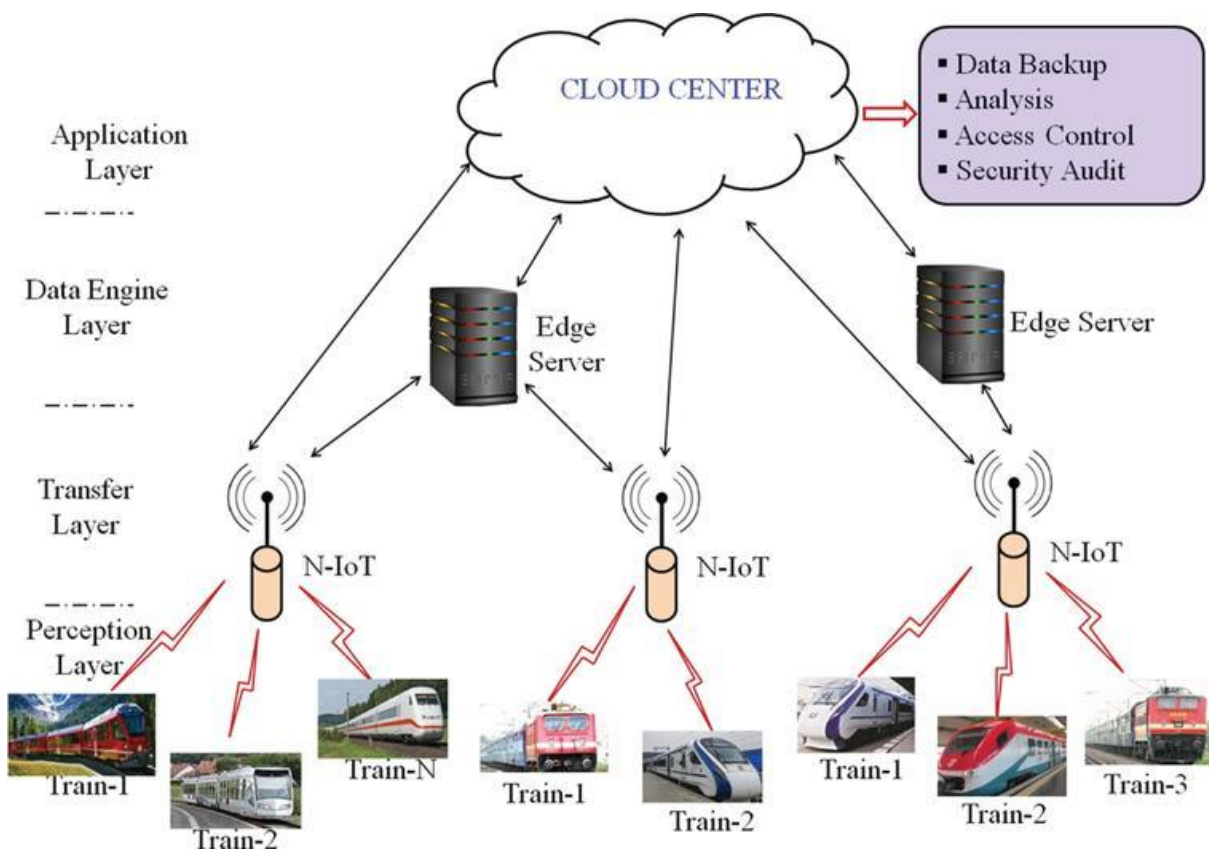 CLOUD CENTER
▪ Data Backup
▪ Analysis
▪ Access Control
▪ Security Audit
Application
Layer
Data Engine
Layer
Edge
Server
Edge Server
Transfer
Layer
N-IoT
N-IoT
N-IoT
Perception
Layer
Train-1
Train-2
Train-N
Train-1
Train-2
Train-1
Train-2
Train-3